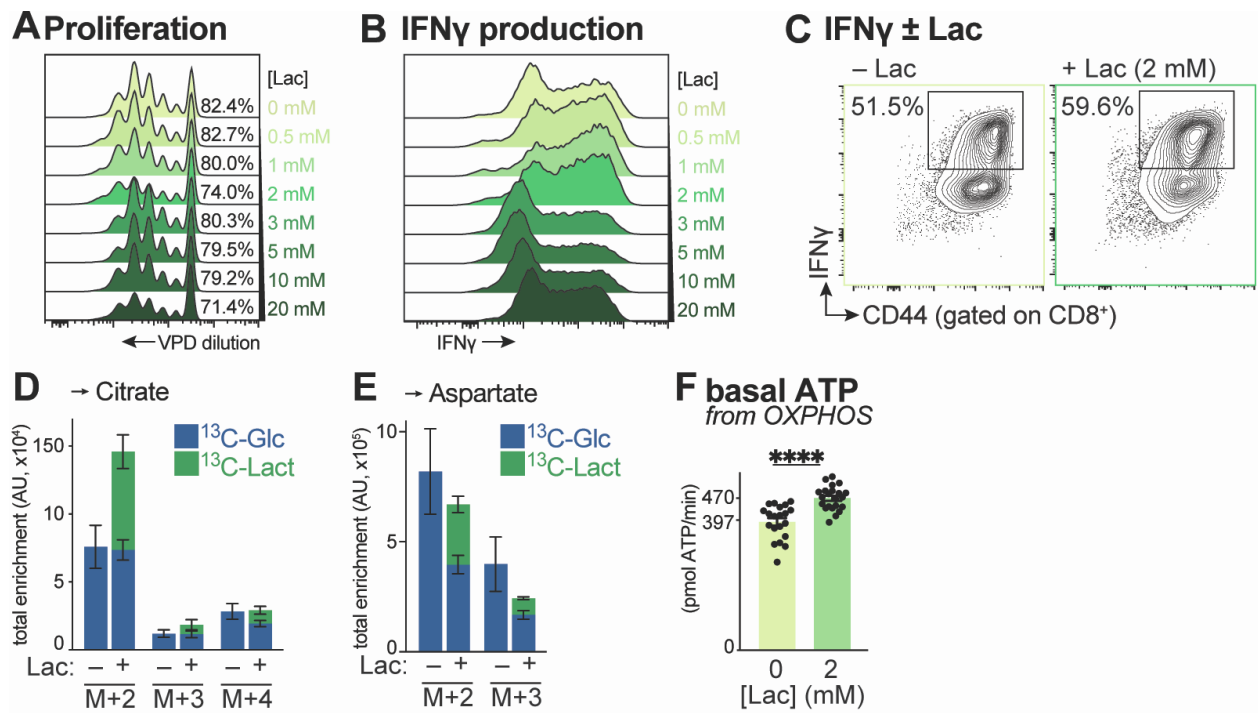 A Proliferation
[Lac]
82.4% 0 mM
82.7% 0.5 mM
80.0% 1 mM
74.0% 2 mM
80.3% 3 mM
79.5% 5 mM
79.2% 10 mM
71.4% 20 mM
VPD dilution
B IFNγ production
[Lac]
0 mM
0.5 mM
1 mM
2 mM
3 mM
5 mM
10 mM
20 mM
IFNγ
C IFNγ ± Lac
– Lac
+ Lac (2 mM)
51.5%
59.6%
IFNγ
CD44 (gated on CD8⁺)
D → Citrate
¹³C-Glc
¹³C-Lact
total enrichment (AU, x10⁴)
150
10
5
0
Lac: – + – + – +
M+2 M+3 M+4
E → Aspartate
¹³C-Glc
¹³C-Lact
total enrichment (AU, x10⁵)
10
5
0
Lac: – + – +
M+2 M+3
F basal ATP
from OXPHOS
****
(pmol ATP/min)
470
397
0
0 2
[Lac] (mM)